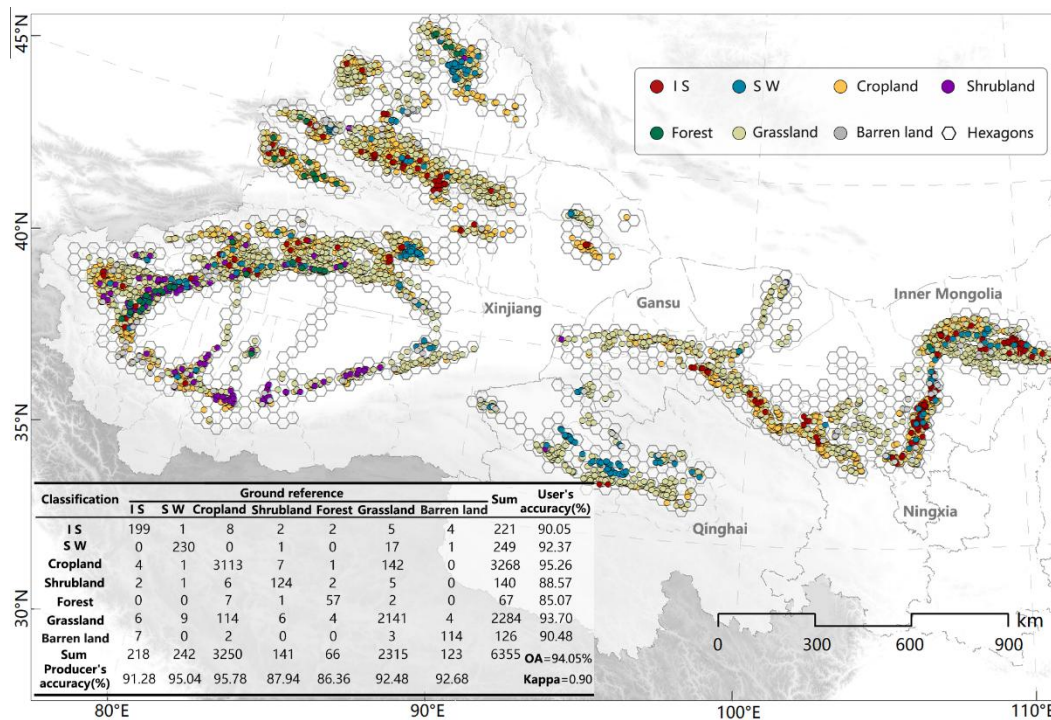 45°N
40°N
35°N
30°N
I S
S W
Cropland
Shrubland
Forest
Grassland
Barren land
Hexagons
Xinjiang
Gansu
Inner Mongolia
Qinghai
Ningxia
Classification Ground reference Sum User's accuracy(%)
I S S W Cropland Shrubland Forest Grassland Barren land
I S 199 1 8 2 2 5 4 221 90.05
S W 0 230 0 1 0 17 1 249 92.37
Cropland 4 1 3113 7 1 142 0 3268 95.26
Shrubland 2 1 6 124 2 5 0 140 88.57
Forest 0 0 7 1 57 2 0 67 85.07
Grassland 6 9 114 6 4 2141 4 2284 93.70
Barren land 7 0 2 0 0 3 114 126 90.48
Sum 218 242 3250 141 66 2315 123 6355 OA=94.05%
Producer's accuracy(%) 91.28 95.04 95.78 87.94 86.36 92.48 92.68 Kappa=0.90
km
0 300 600 900
80°E 90°E 100°E 110°E